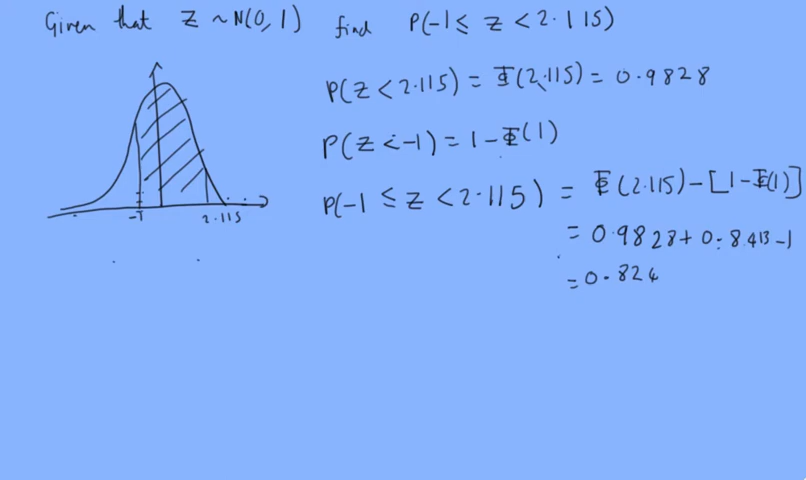 Given that Z ~ N(0, 1) find P(-1 ≤ Z < 2.115)
P(Z < 2.115) = Φ(2.115) = 0.9828
P(Z < -1) = 1 - Φ(1)
P(-1 ≤ Z < 2.115) = Φ(2.115) - [1 - Φ(1)]
= 0.9828 + 0.8413 - 1
= 0.824
-1 2.115